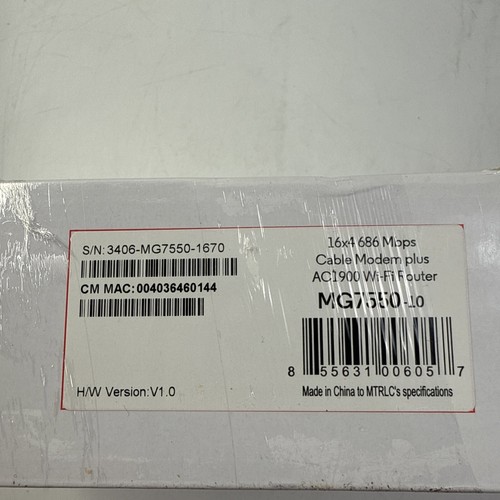 S/N: 3406-MG7550-1670
CM MAC: 004036460144
H/W Version: V1.0
16x4 686 Mbps
Cable Modem plus
AC1900 Wi-Fi Router
MG7550-10
8 55631 00605 7
Made in China to MTRLC's specifications